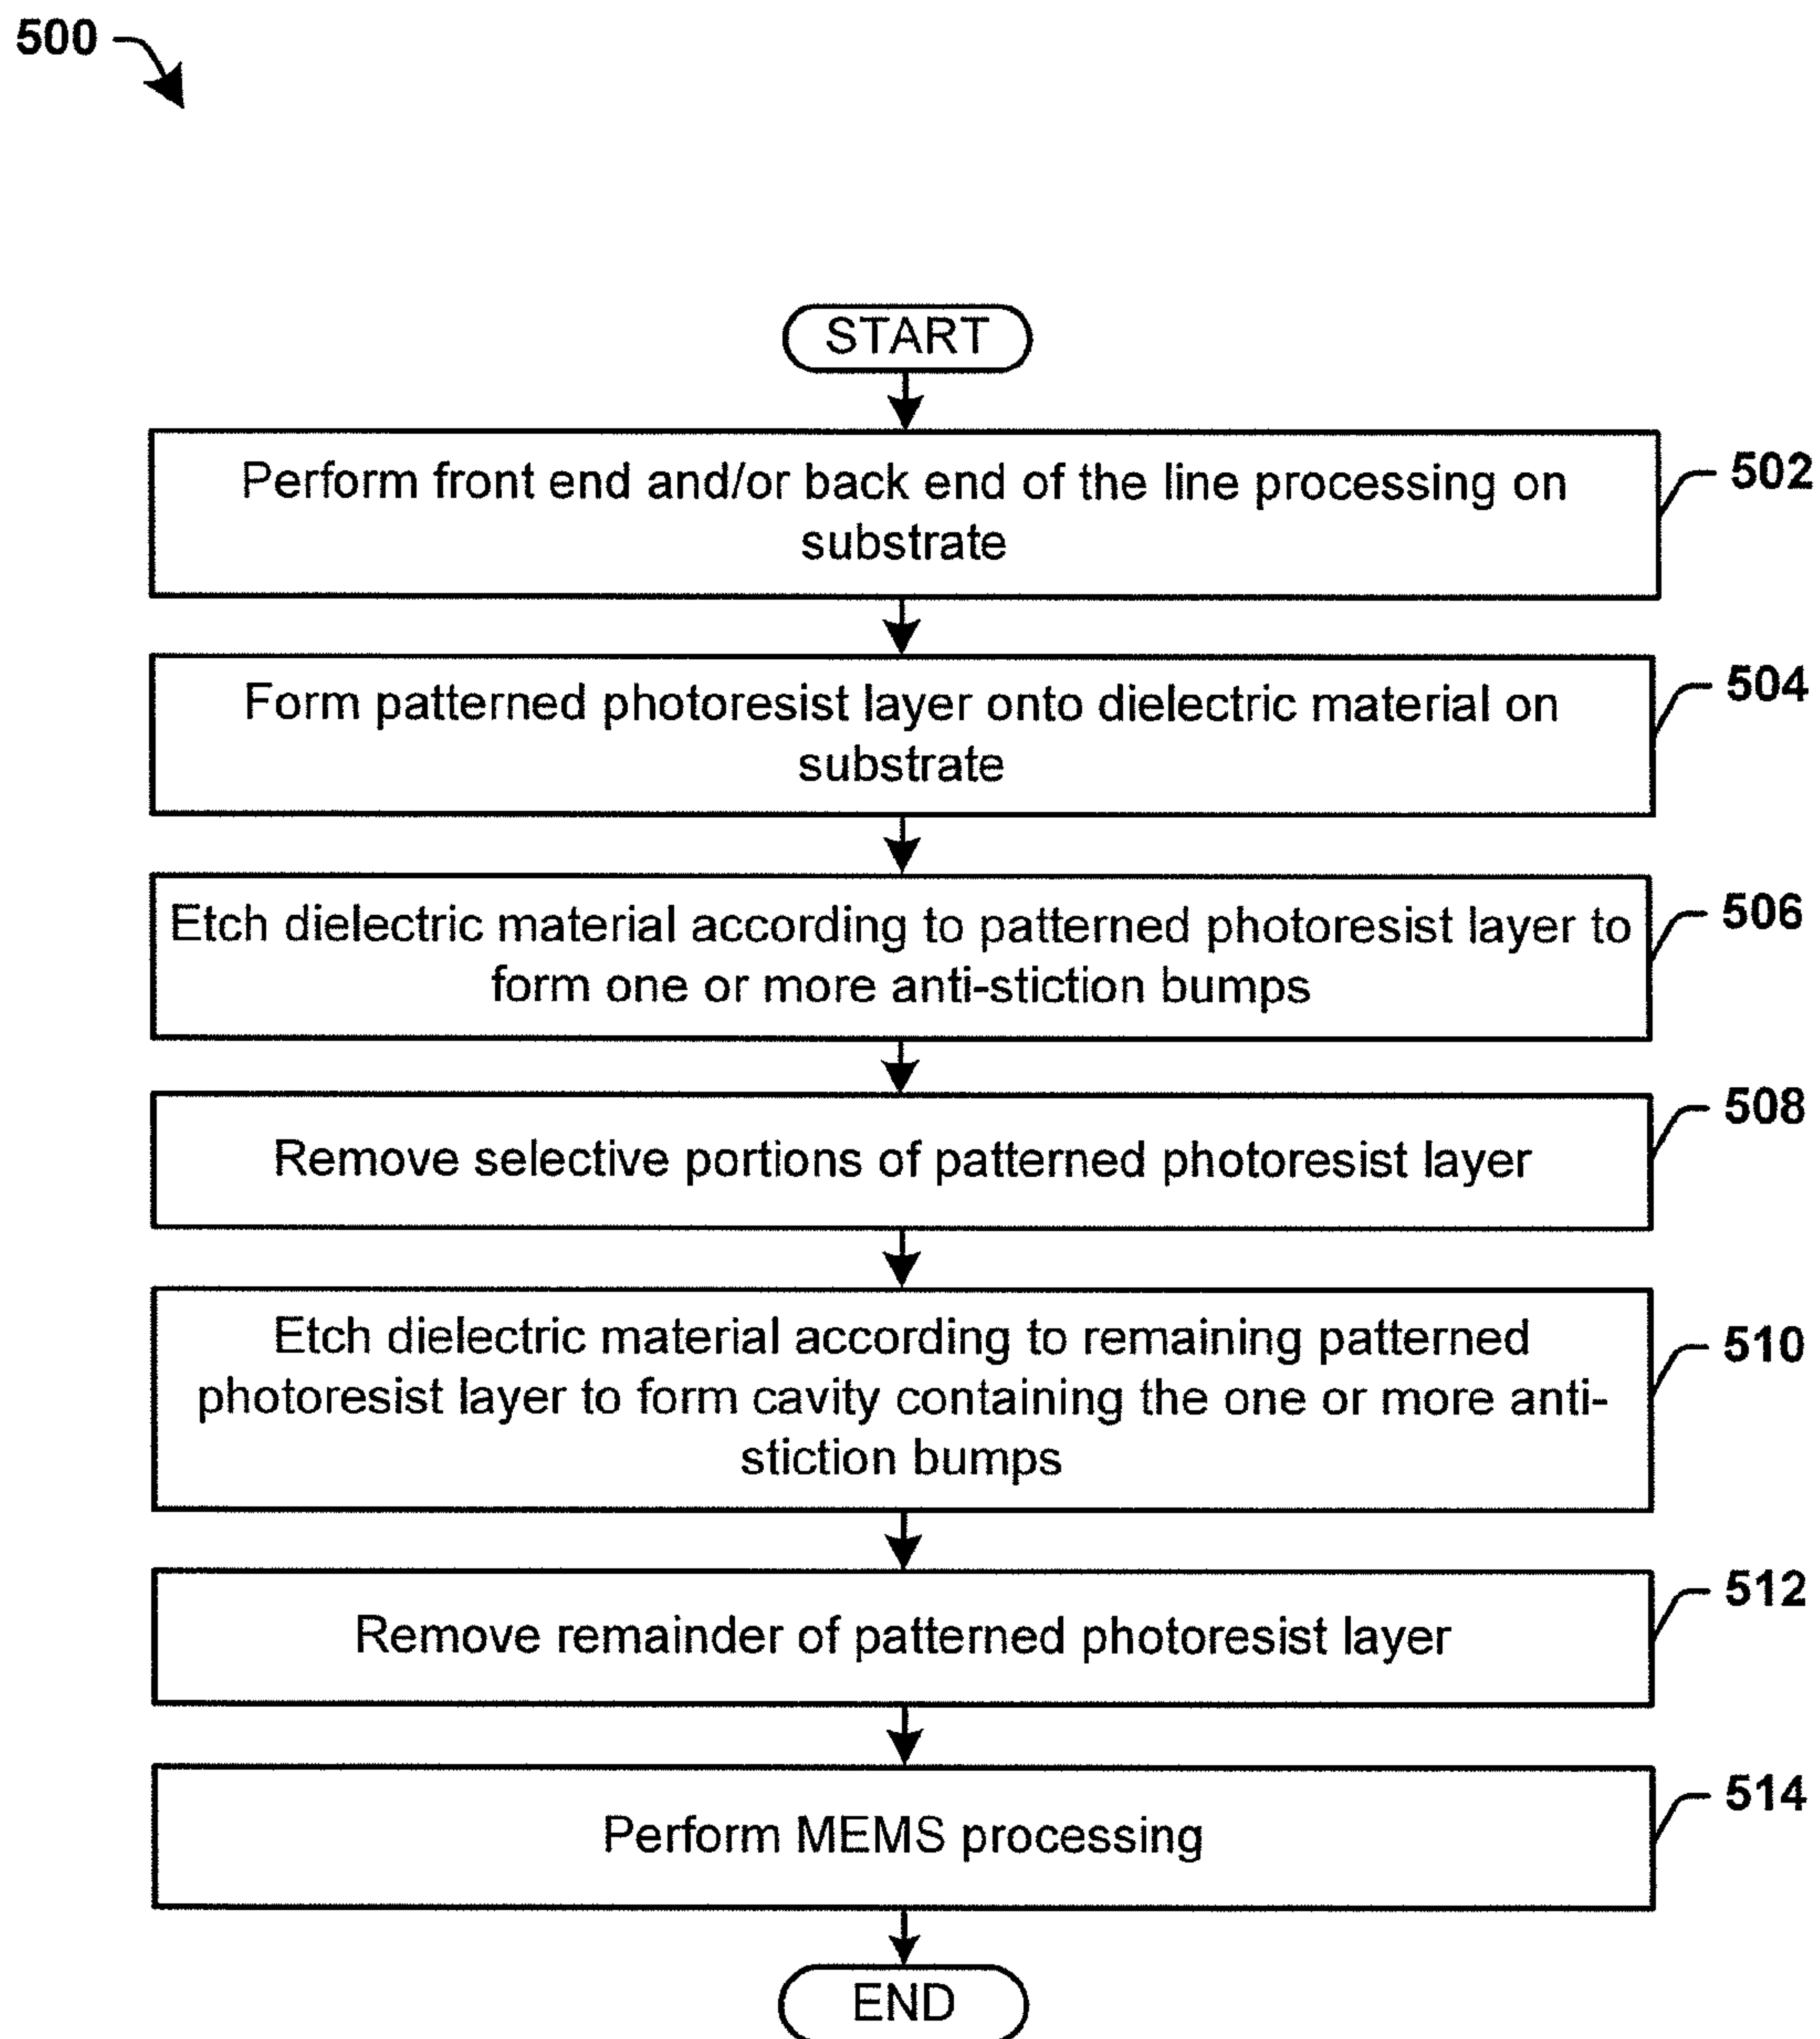 500
START
Perform front end and/or back end of the line processing on
substrate
502
Form patterned photoresist layer onto dielectric material on
substrate
504
Etch dielectric material according to patterned photoresist layer to
form one or more anti-stiction bumps
506
Remove selective portions of patterned photoresist layer
508
Etch dielectric material according to remaining patterned
photoresist layer to form cavity containing the one or more anti-
stiction bumps
510
Remove remainder of patterned photoresist layer
512
Perform MEMS processing
514
END